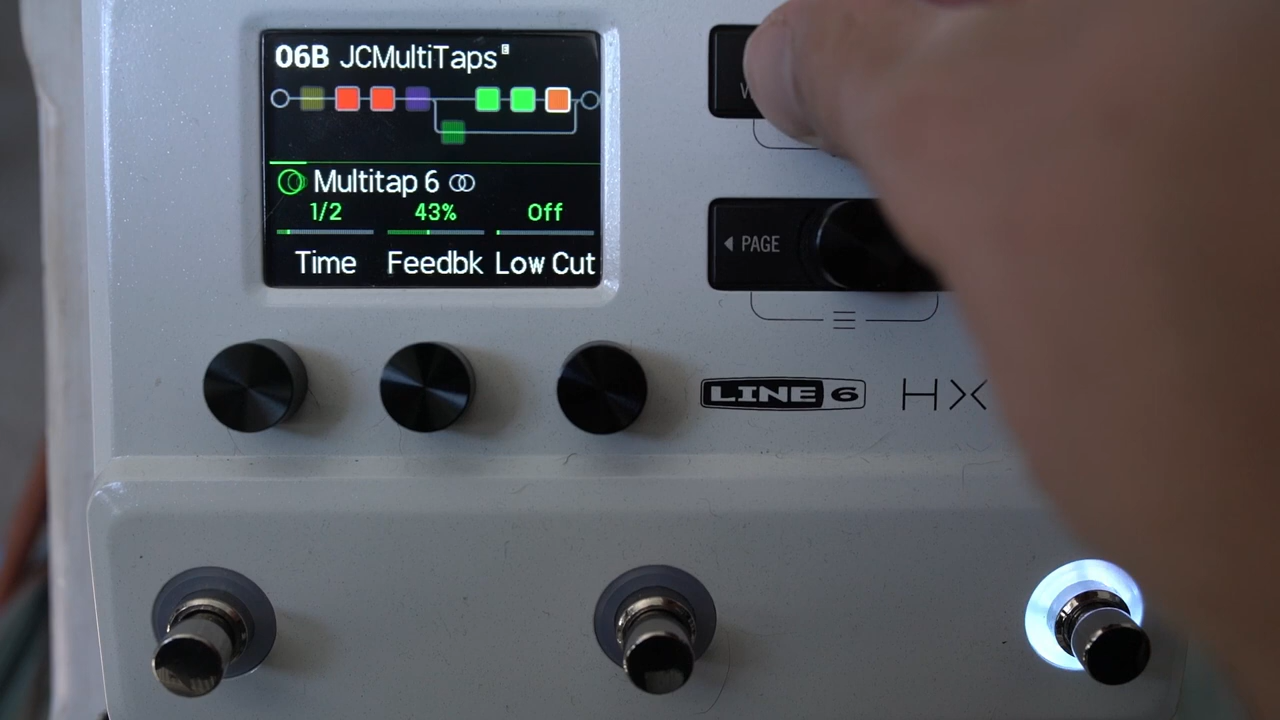 06B JCMultiTaps E
Multitap 6
1/2 43% Off
Time Feedbk Low Cut
PAGE
LINE 6 HX